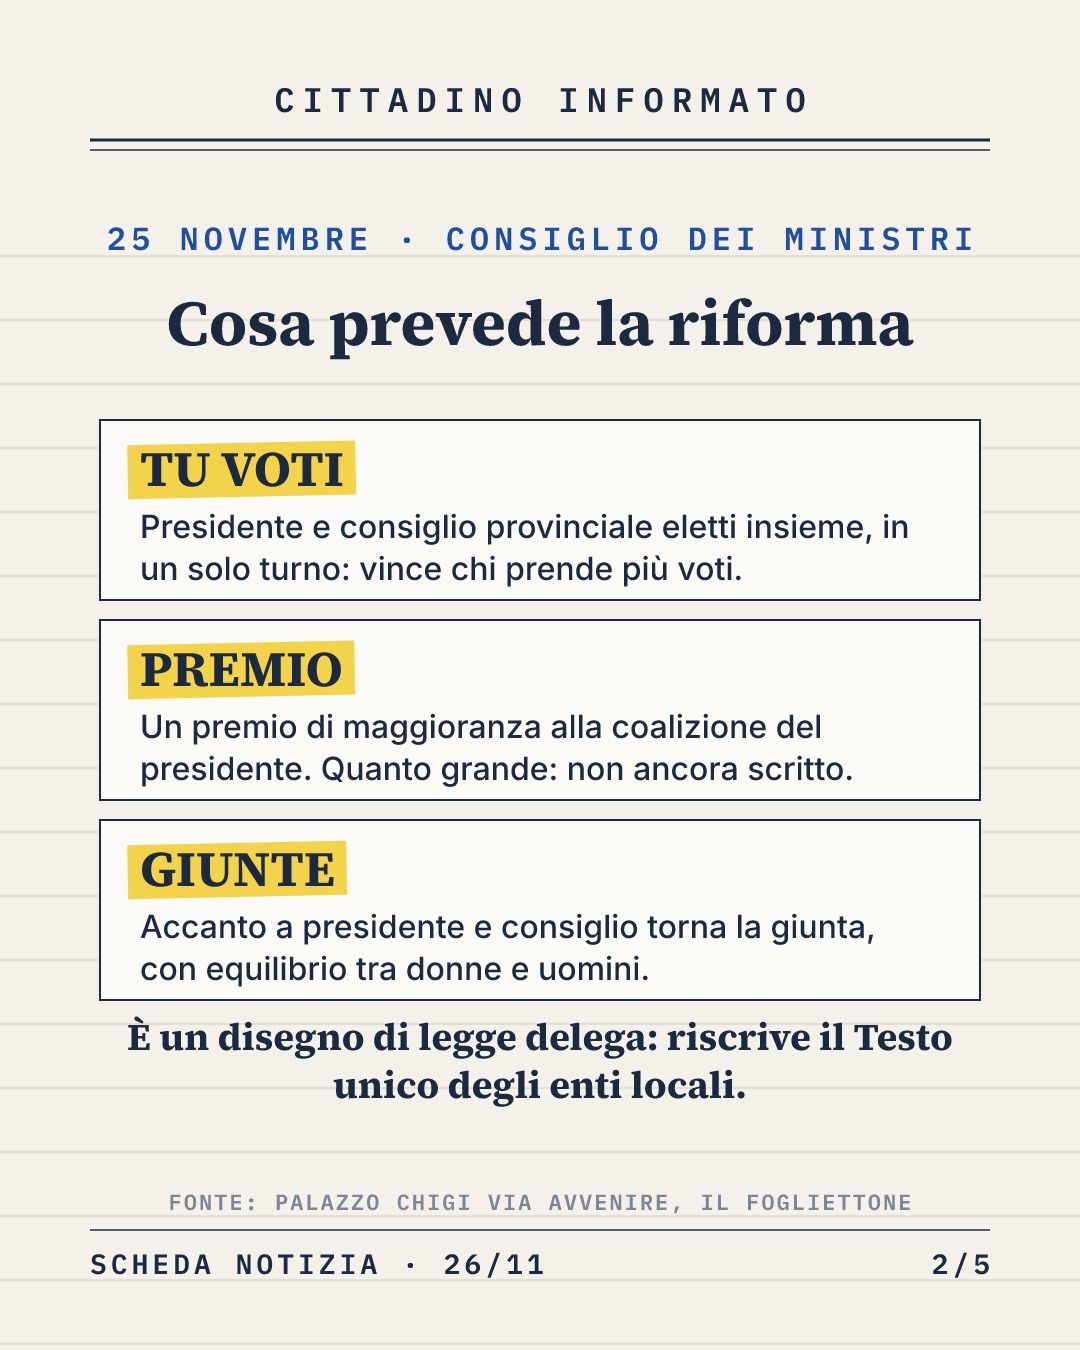 CITTADINO INFORMATO
25 NOVEMBRE · CONSIGLIO DEI MINISTRI
Cosa prevede la riforma
TU VOTI
Presidente e consiglio provinciale eletti insieme, in
un solo turno: vince chi prende più voti.
PREMIO
Un premio di maggioranza alla coalizione del
presidente. Quanto grande: non ancora scritto.
GIUNTE
Accanto a presidente e consiglio torna la giunta,
con equilibrio tra donne e uomini.
È un disegno di legge delega: riscrive il Testo
unico degli enti locali.
FONTE: PALAZZO CHIGI VIA AVVENIRE, IL FOGLIETTONE
SCHEDA NOTIZIA · 26/11
2/5